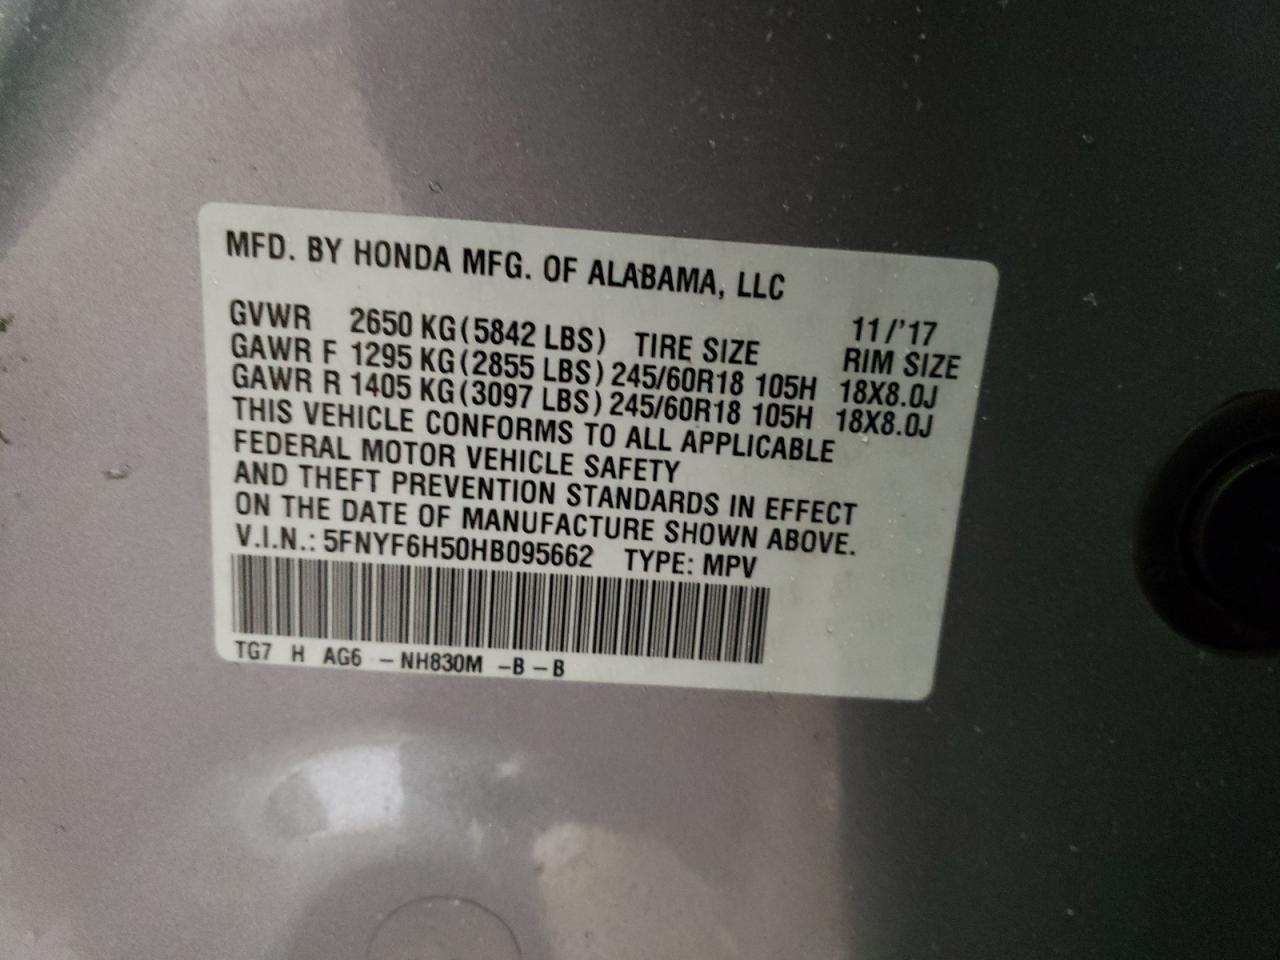 MFD. BY HONDA MFG. OF ALABAMA, LLC
GVWR 2650 KG (5842 LBS) TIRE SIZE 11/'17 RIM SIZE
GAWR F 1295 KG (2855 LBS) 245/60R18 105H 18X8.0J
GAWR R 1405 KG (3097 LBS) 245/60R18 105H 18X8.0J
THIS VEHICLE CONFORMS TO ALL APPLICABLE
FEDERAL MOTOR VEHICLE SAFETY
AND THEFT PREVENTION STANDARDS IN EFFECT
ON THE DATE OF MANUFACTURE SHOWN ABOVE.
V.I.N.: 5FNYF6H50HB095662 TYPE: MPV
TG7 H AG6 – NH830M – B – B